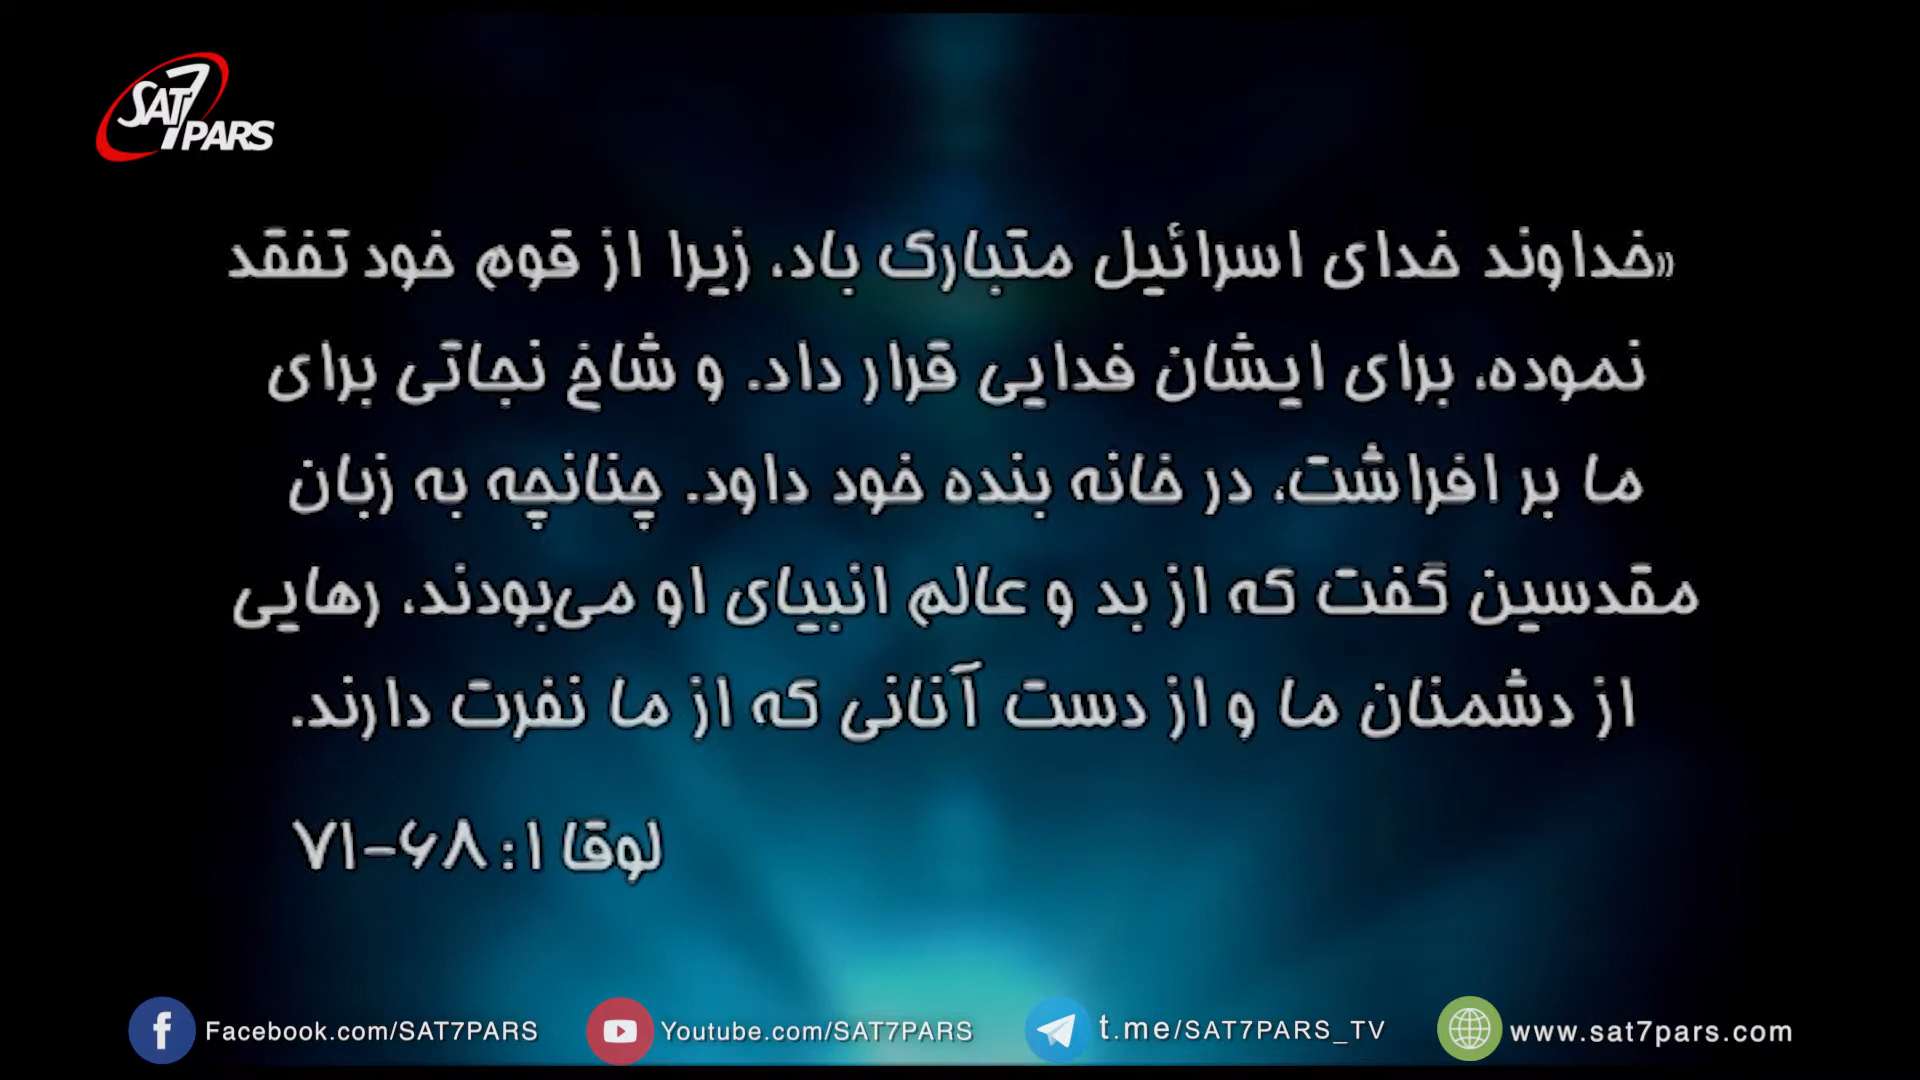 SAT7 PARS
«خداوند خدای اسرائیل متبارک باد، زیرا از قوم خود تفقد
نموده، برای ایشان فدایی قرار داد. و شاخ نجاتی برای
ما بر افراشت، در خانه بنده خود داود. چنانچه به زبان
مقدسین گفت که از بد و عالم انبیای او می‌بودند، رهایی
از دشمنان ما و از دست آنانی که از ما نفرت دارند.
لوقا ۱: ۶۸-۷۱
Facebook.com/SAT7PARS Youtube.com/SAT7PARS t.me/SAT7PARS_TV www.sat7pars.com